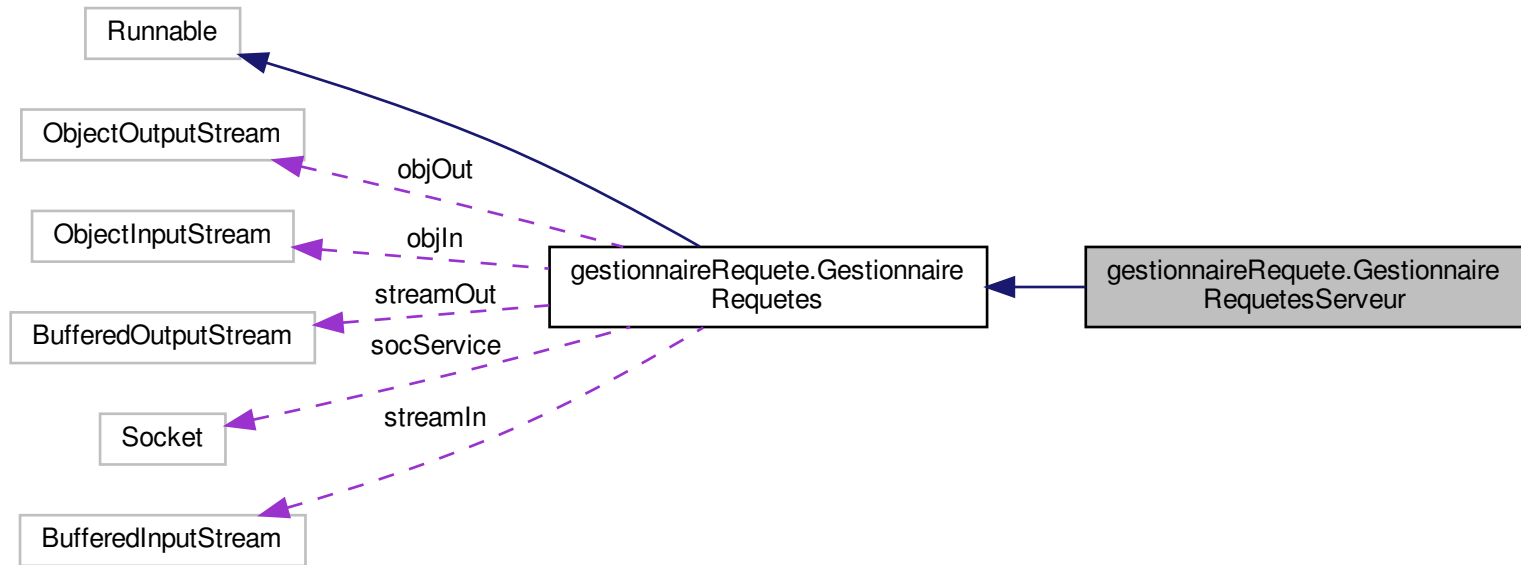 Runnable
ObjectOutputStream
objOut
ObjectInputStream
objIn
gestionnaireRequete.Gestionnaire
Requetes
gestionnaireRequete.Gestionnaire
RequetesServeur
streamOut
BufferedOutputStream
socService
Socket
streamIn
BufferedInputStream